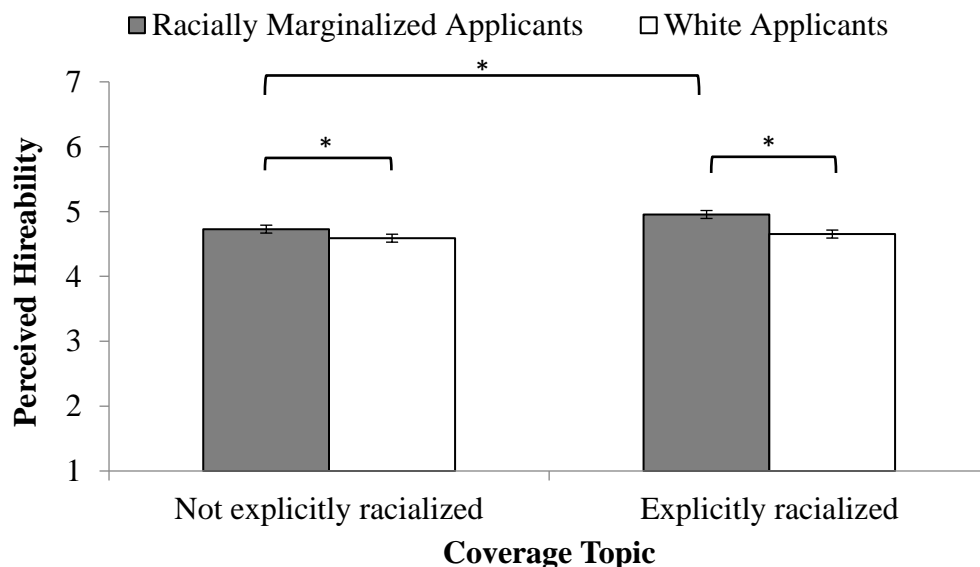 Racially Marginalized Applicants White Applicants
*
* *
7
6
5
4
3
2
1
Perceived Hireability
Not explicitly racialized Explicitly racialized
Coverage Topic